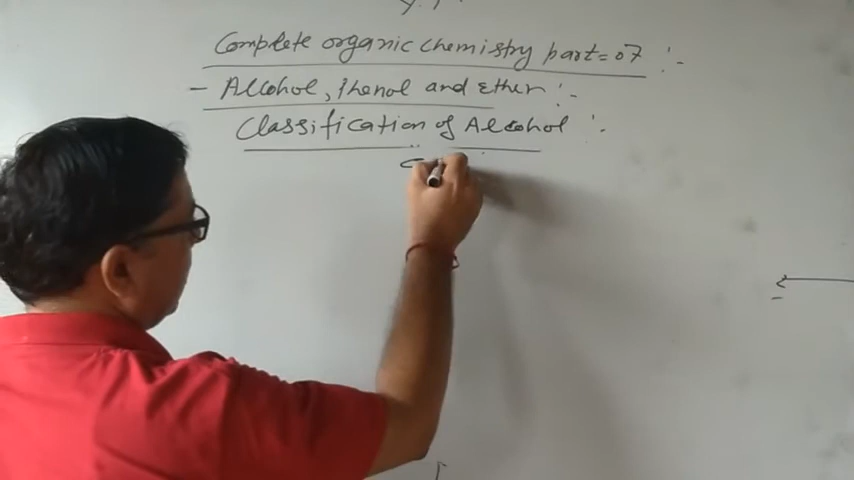 Complete organic chemistry part=07 :-
- Alcohol, Phenol and Ether :-
Classification of Alcohol :-